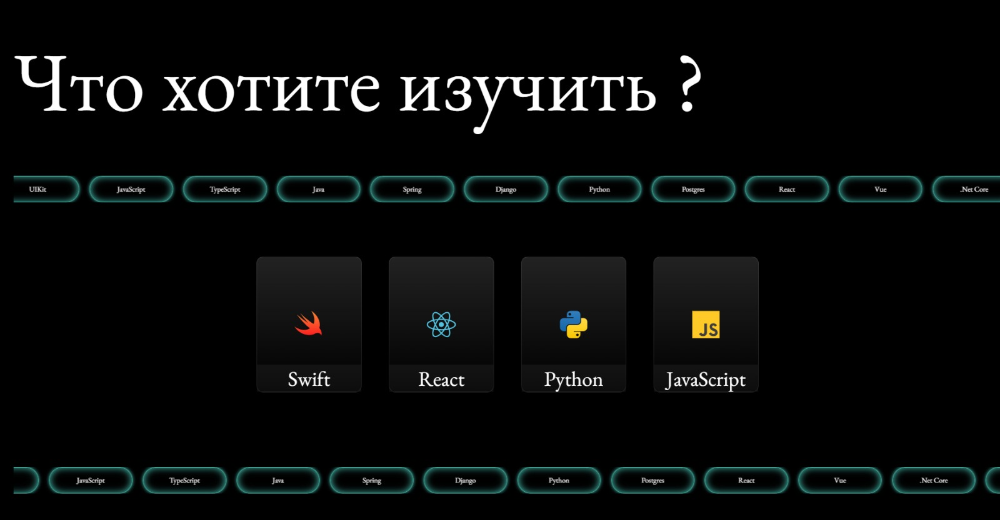 Что хотите изучить ?
UIKit JavaScript TypeScript Java Spring Django Python Postgres React Vue .Net Core
JS
Swift React Python JavaScript
JavaScript TypeScript Java Spring Django Python Postgres React Vue .Net Core